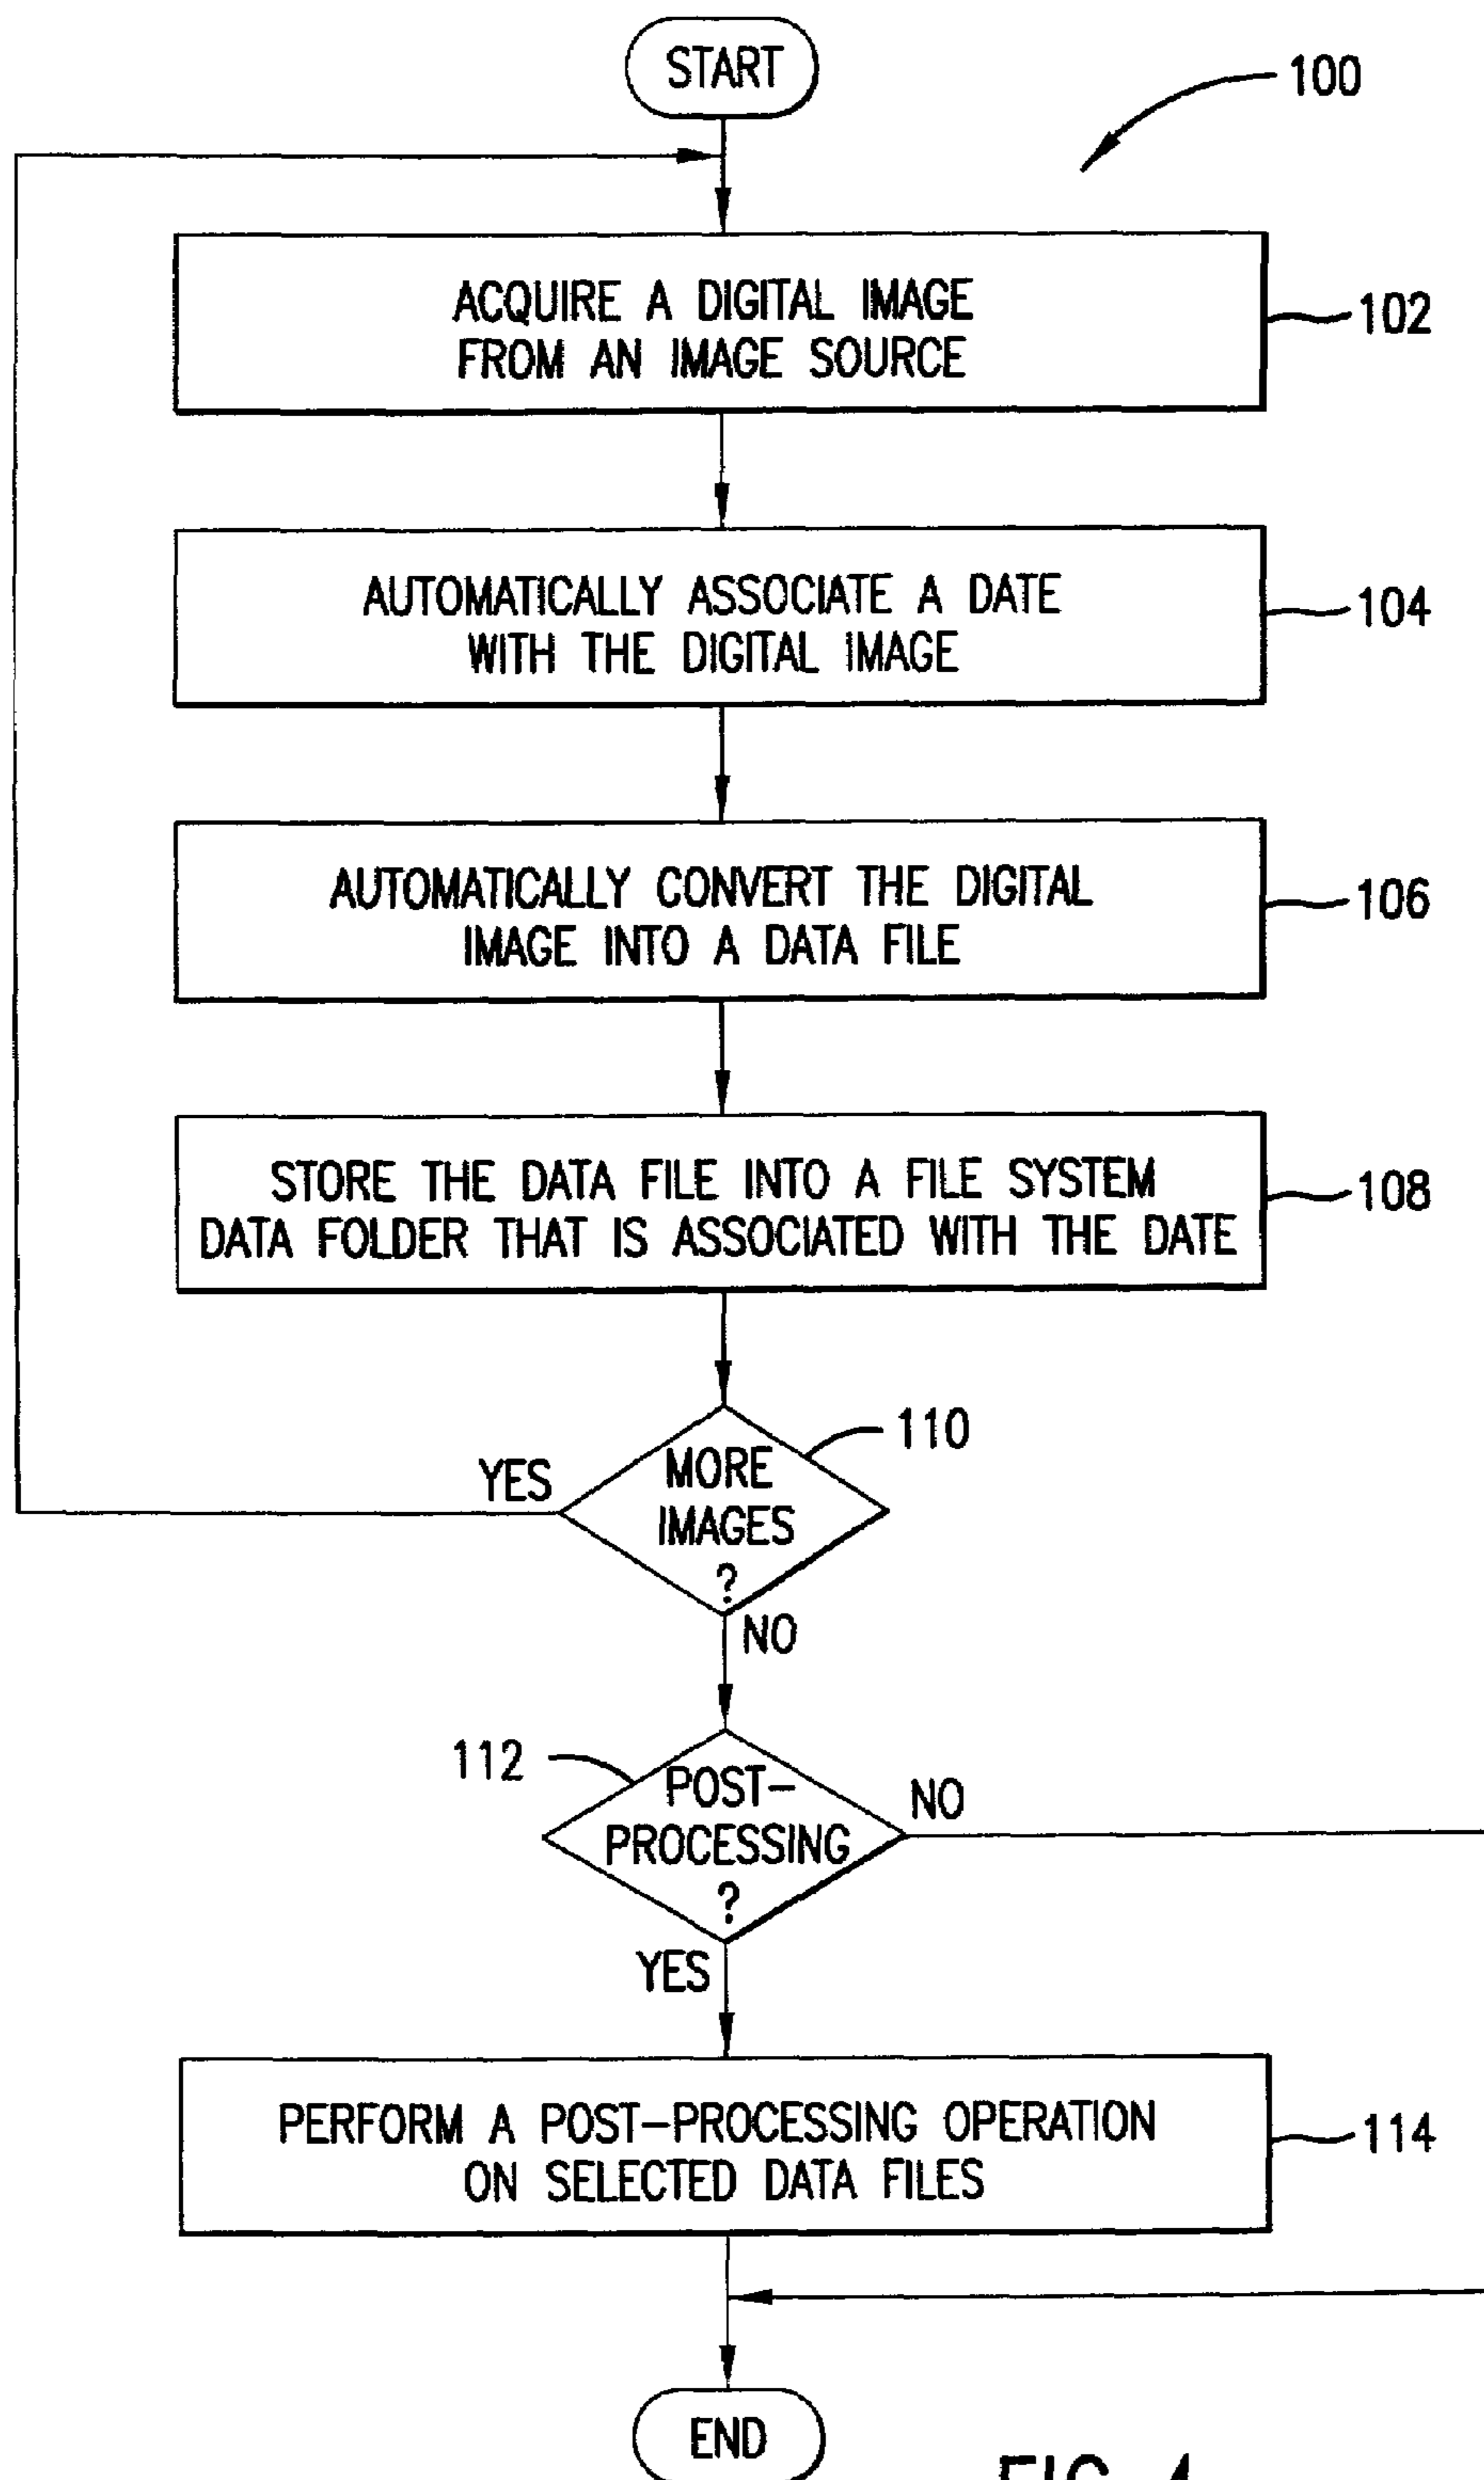 START
100
ACQUIRE A DIGITAL IMAGE
FROM AN IMAGE SOURCE
102
AUTOMATICALLY ASSOCIATE A DATE
WITH THE DIGITAL IMAGE
104
AUTOMATICALLY CONVERT THE DIGITAL
IMAGE INTO A DATA FILE
106
STORE THE DATA FILE INTO A FILE SYSTEM
DATA FOLDER THAT IS ASSOCIATED WITH THE DATE
108
110
MORE
IMAGES
?
YES
NO
112
POST-
PROCESSING
?
NO
YES
PERFORM A POST-PROCESSING OPERATION
ON SELECTED DATA FILES
114
END